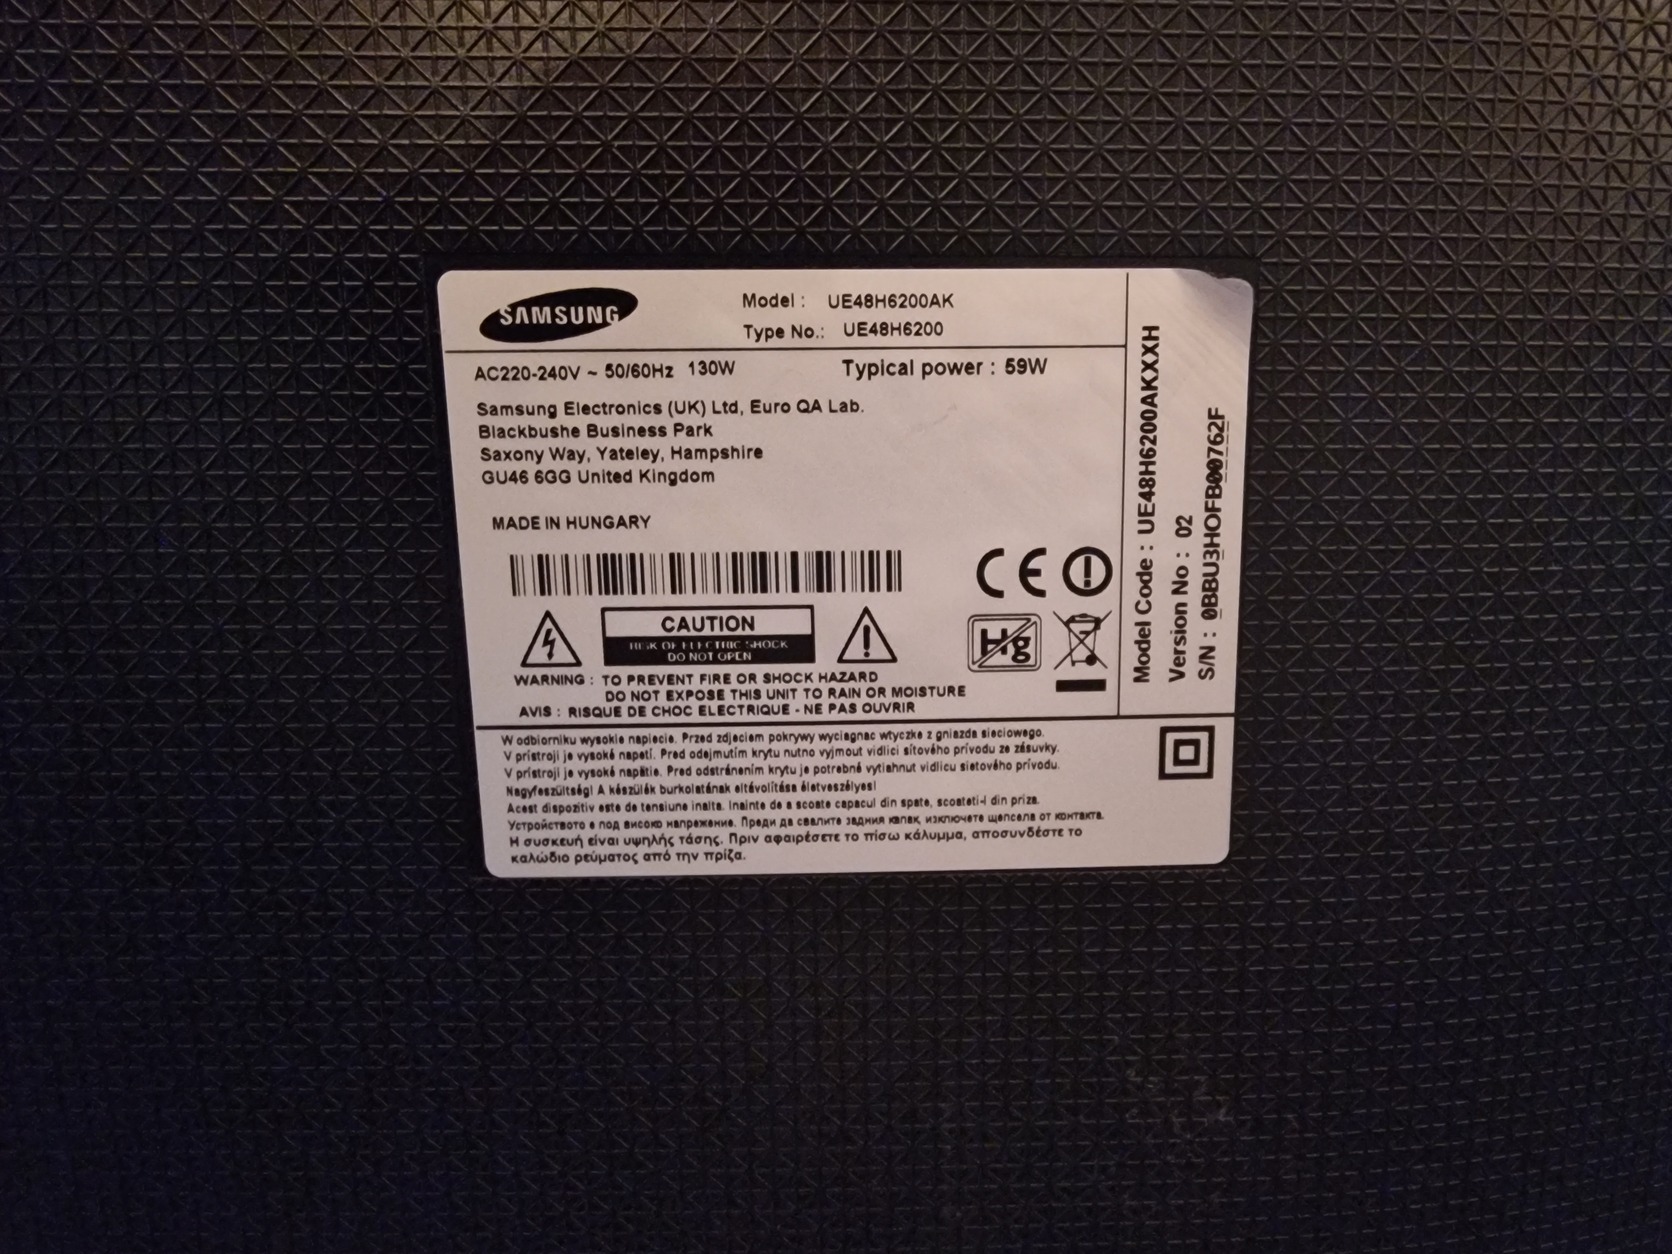 SAMSUNG
Model : UE48H6200AK
Type No.: UE48H6200
AC220-240V ~ 50/60Hz 130W Typical power : 59W
Samsung Electronics (UK) Ltd, Euro QA Lab.
Blackbushe Business Park
Saxony Way, Yateley, Hampshire
GU46 6GG United Kingdom
MADE IN HUNGARY
CE
Hg
CAUTION
RISK OF ELECTRIC SHOCK
DO NOT OPEN
WARNING : TO PREVENT FIRE OR SHOCK HAZARD
DO NOT EXPOSE THIS UNIT TO RAIN OR MOISTURE
AVIS : RISQUE DE CHOC ELECTRIQUE - NE PAS OUVRIR
Model Code : UE48H6200AKXXH
Version No : 02
S/N : 0BBU3HOFB00762F
W odbiorniku wysokie napiecie. Przed zdjeciem pokrywy wyciagnac wtyczke z gniazda sieciowego.
V prístroji je vysoké napetí. Pred odejmutím krytu nutno vyjmout vidlici sítového prívodu ze zásuvky.
V prístroji je vysoké napätie. Pred odstránením krytu je potrebné vytiahnut vidlicu sietového prívodu.
Nagyfeszültség! A készülék burkolatának eltávolítása életveszélyes!
Acest dispozitiv este de tensiune inalta. Inainte de a scoate capacul din spate, scoateti-l din priza.
Устройството е под високо напрежение. Преди да свалите задния капак, изключете щепсела от контакта.
Η συσκευή είναι υψηλής τάσης. Πριν αφαιρέσετε το πίσω κάλυμμα, αποσυνδέστε το
καλώδιο ρεύματος από την πρίζα.